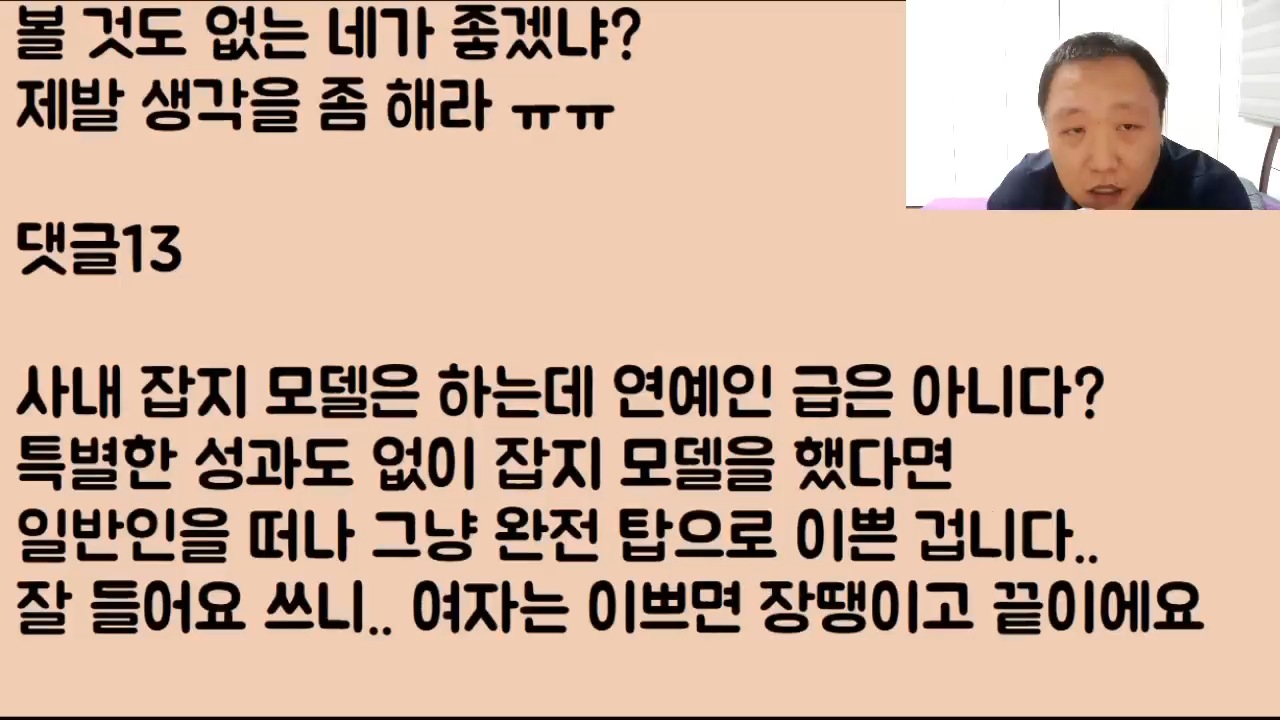 볼 것도 없는 네가 좋겠냐?
제발 생각을 좀 해라 ㅠㅠ
댓글13
사내 잡지 모델은 하는데 연예인 급은 아니다?
특별한 성과도 없이 잡지 모델을 했다면
일반인을 떠나 그냥 완전 탑으로 이쁜 겁니다..
잘 들어요 쓰니.. 여자는 이쁘면 장땡이고 끝이에요